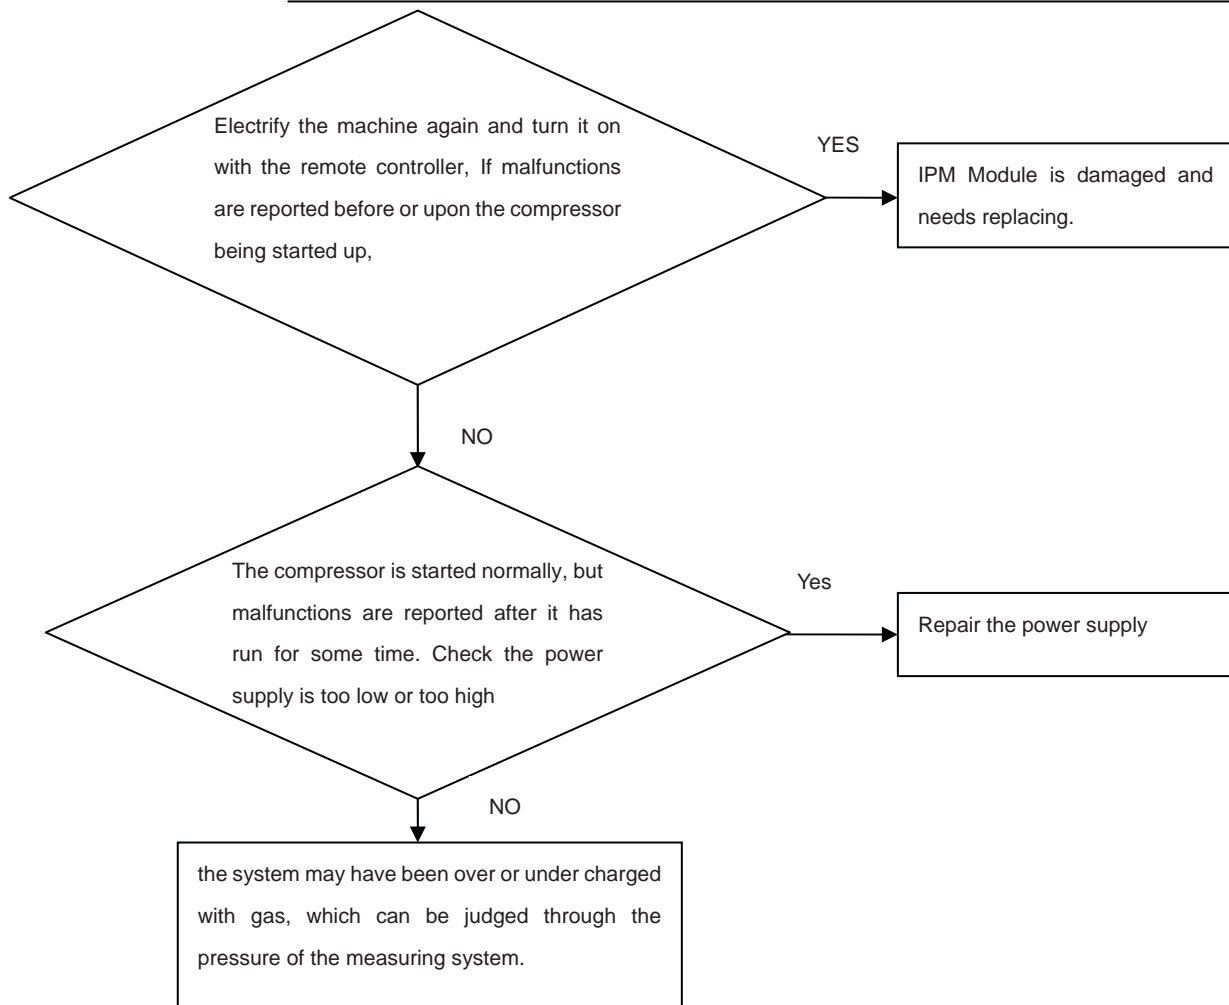 Electrify the machine again and turn it on
with the remote controller, If malfunctions
are reported before or upon the compressor
being started up,
YES
IPM Module is damaged and
needs replacing.
NO
The compressor is started normally, but
malfunctions are reported after it has
run for some time. Check the power
supply is too low or too high
Yes
Repair the power supply
NO
the system may have been over or under charged
with gas, which can be judged through the
pressure of the measuring system.